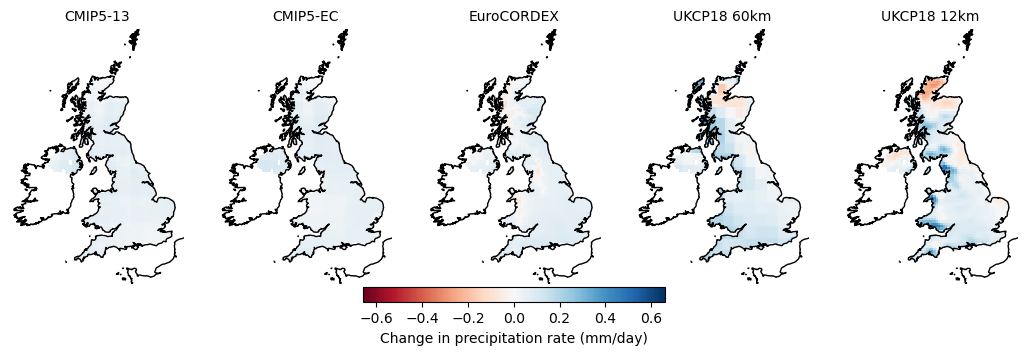 CMIP5-13
CMIP5-EC
EuroCORDEX
UKCP18 60km
UKCP18 12km
−0.6 −0.4 −0.2 0.0 0.2 0.4 0.6
Change in precipitation rate (mm/day)